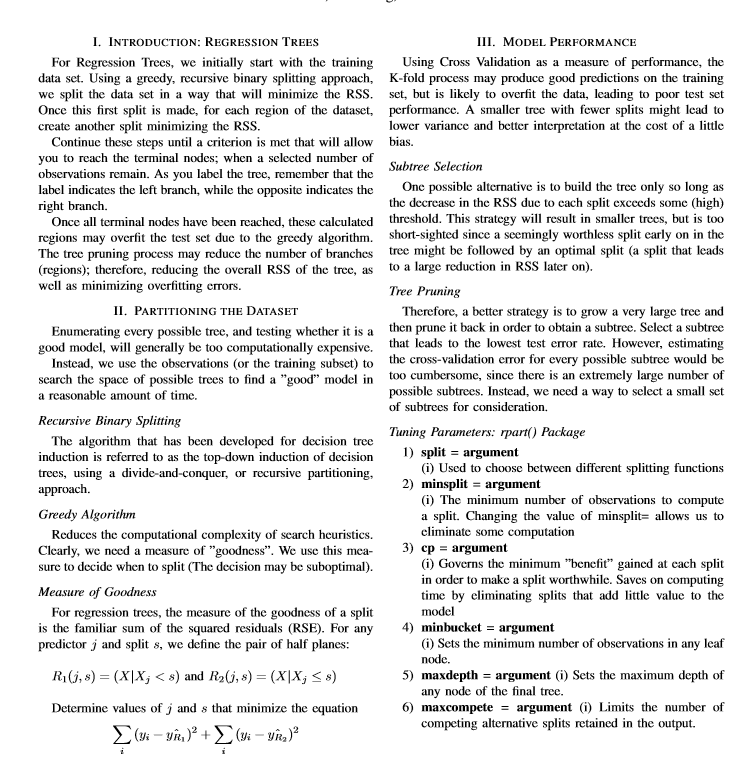 I. INTRODUCTION: REGRESSION TREES
For Regression Trees, we initially start with the training
data set. Using a greedy, recursive binary splitting approach,
we split the data set in a way that will minimize the RSS.
Once this first split is made, for each region of the dataset,
create another split minimizing the RSS.
Continue these steps until a criterion is met that will allow
you to reach the terminal nodes; when a selected number of
observations remain. As you label the tree, remember that the
label indicates the left branch, while the opposite indicates the
right branch.
Once all terminal nodes have been reached, these calculated
regions may overfit the test set due to the greedy algorithm.
The tree pruning process may reduce the number of branches
(regions); therefore, reducing the overall RSS of the tree, as
well as minimizing overfitting errors.
II. PARTITIONING THE DATASET
Enumerating every possible tree, and testing whether it is a
good model, will generally be too computationally expensive.
Instead, we use the observations (or the training subset) to
search the space of possible trees to find a "good" model in
a reasonable amount of time.
Recursive Binary Splitting
The algorithm that has been developed for decision tree
induction is referred to as the top-down induction of decision
trees, using a divide-and-conquer, or recursive partitioning,
approach.
Greedy Algorithm
Reduces the computational complexity of search heuristics.
Clearly, we need a measure of "goodness". We use this mea-
sure to decide when to split (The decision may be suboptimal).
Measure of Goodness
For regression trees, the measure of the goodness of a split
is the familiar sum of the squared residuals (RSE). For any
predictor j and split s, we define the pair of half planes:
R₁(j, s) = (X|Xⱼ < s) and R₂(j, s) = (X|Xⱼ ≤ s)
Determine values of j and s that minimize the equation
∑ᵢ (yᵢ − yR̂₁)² + ∑ᵢ (yᵢ − yR̂₂)²
III. MODEL PERFORMANCE
Using Cross Validation as a measure of performance, the
K-fold process may produce good predictions on the training
set, but is likely to overfit the data, leading to poor test set
performance. A smaller tree with fewer splits might lead to
lower variance and better interpretation at the cost of a little
bias.
Subtree Selection
One possible alternative is to build the tree only so long as
the decrease in the RSS due to each split exceeds some (high)
threshold. This strategy will result in smaller trees, but is too
short-sighted since a seemingly worthless split early on in the
tree might be followed by an optimal split (a split that leads
to a large reduction in RSS later on).
Tree Pruning
Therefore, a better strategy is to grow a very large tree and
then prune it back in order to obtain a subtree. Select a subtree
that leads to the lowest test error rate. However, estimating
the cross-validation error for every possible subtree would be
too cumbersome, since there is an extremely large number of
possible subtrees. Instead, we need a way to select a small set
of subtrees for consideration.
Tuning Parameters: rpart() Package
1) split = argument
(i) Used to choose between different splitting functions
2) minsplit = argument
(i) The minimum number of observations to compute
a split. Changing the value of minsplit= allows us to
eliminate some computation
3) cp = argument
(i) Governs the minimum "benefit" gained at each split
in order to make a split worthwhile. Saves on computing
time by eliminating splits that add little value to the
model
4) minbucket = argument
(i) Sets the minimum number of observations in any leaf
node.
5) maxdepth = argument (i) Sets the maximum depth of
any node of the final tree.
6) maxcompete = argument (i) Limits the number of
competing alternative splits retained in the output.